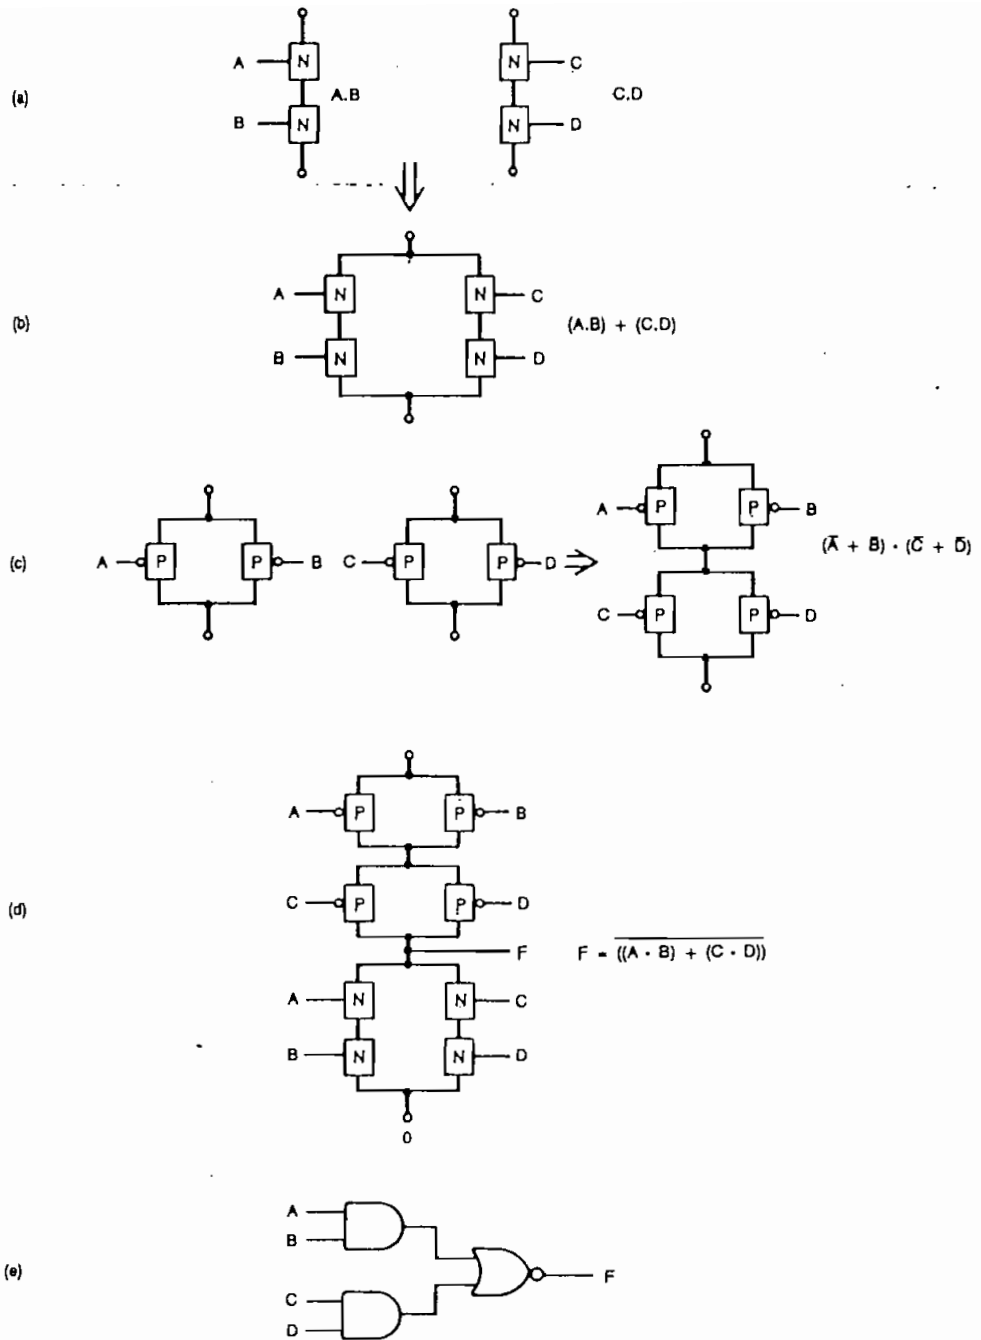 A N
A.B
B N
(a)
N C
C.D
N D
A N N C
(b)
(A.B) + (C.D)
B N N D
A P P B
(c)
C P P D
A P P B
(A̅ + B̅) · (C̅ + D̅)
C P P D
A P P B
C P P D
(d)
F
F = ((A · B) + (C · D))
A N N C
B N N D
0
A
B
(e)
F
C
D